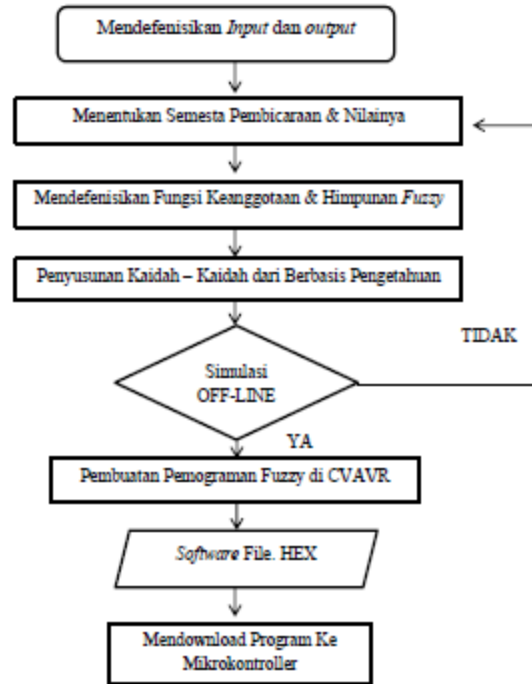 Mendefenisikan Input dan output
Menentukan Semesta Pembicaraan & Nilainya
Mendefenisikan Fungsi Keanggotaan & Himpunan Fuzzy
Penyusunan Kaidah – Kaidah dari Berbasis Pengetahuan
TIDAK
Simulasi
OFF-LINE
YA
Pembuatan Pemograman Fuzzy di CVAVR
Software File. HEX
Mendownload Program Ke
Mikrokontroller